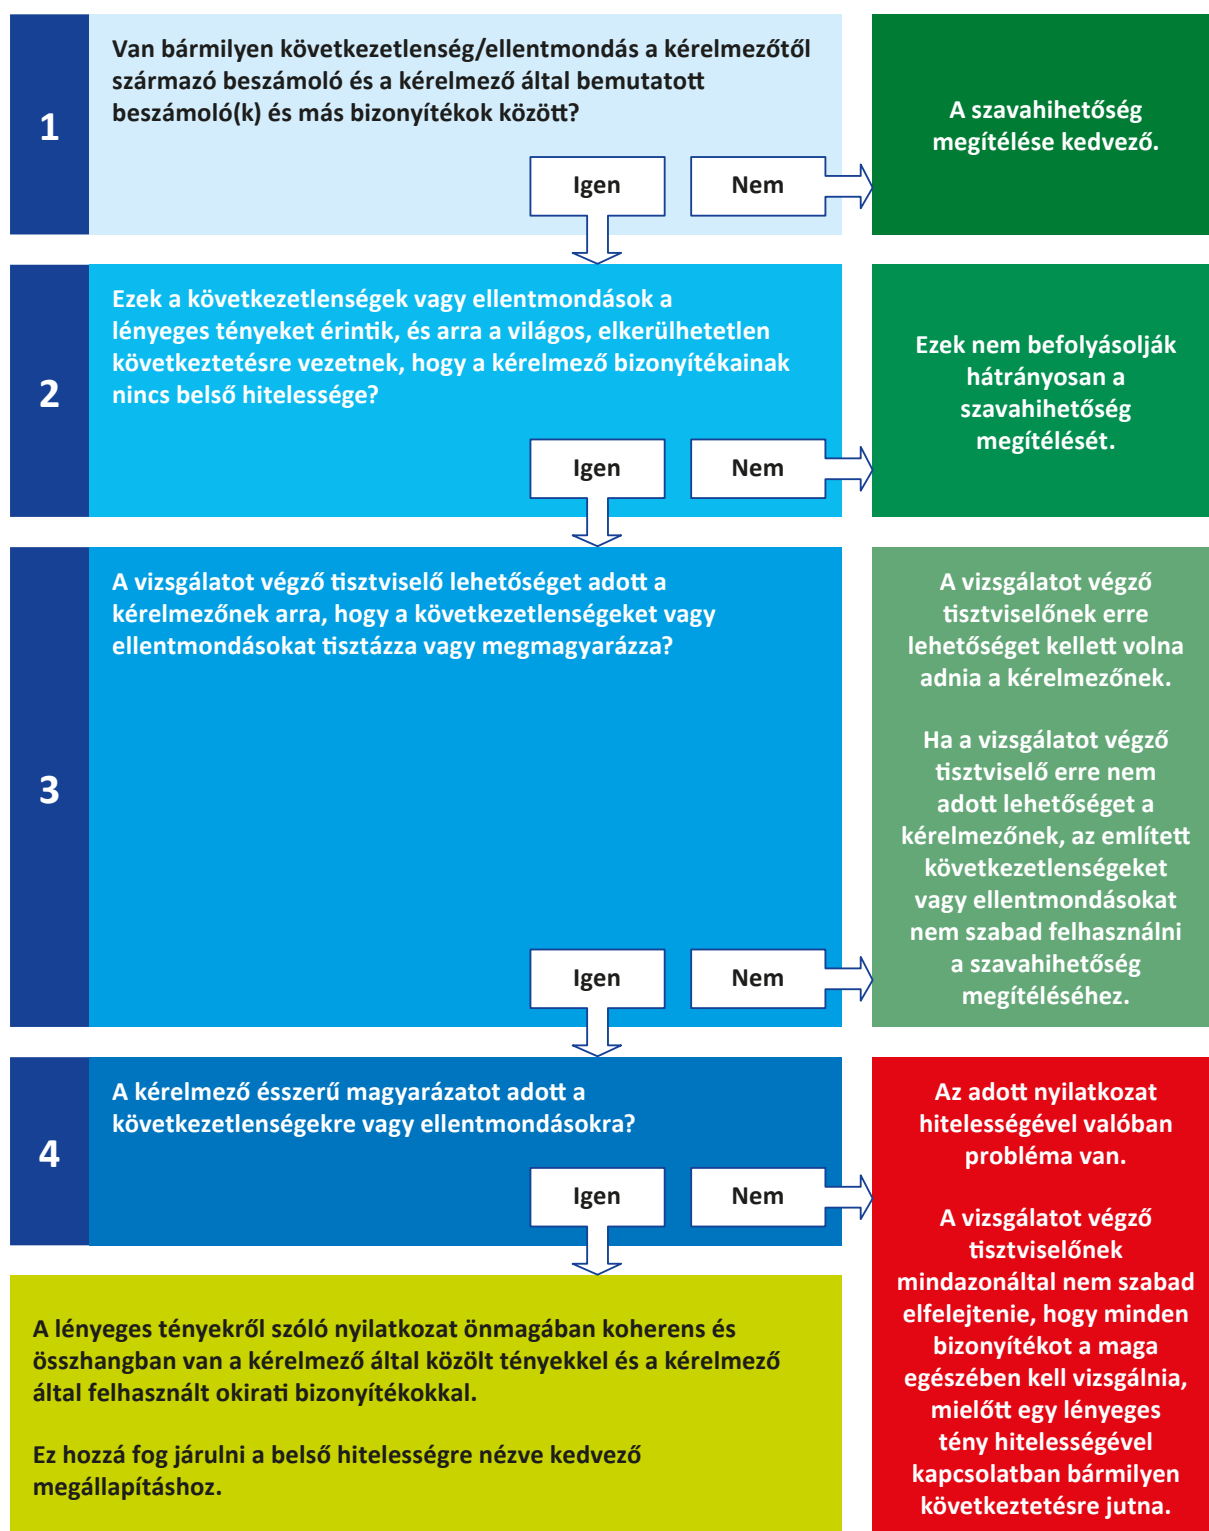 1
Van bármilyen következetlenség/ellentmondás a kérelmezőtől
származó beszámoló és a kérelmező által bemutatott
beszámoló(k) és más bizonyítékok között?
Igen
Nem
A szavahihetőség
megítélése kedvező.
2
Ezek a következetlenségek vagy ellentmondások a
lényeges tényeket érintik, és arra a világos, elkerülhetetlen
következtetésre vezetnek, hogy a kérelmező bizonyítékainak
nincs belső hitelessége?
Igen
Nem
Ezek nem befolyásolják
hátrányosan a
szavahihetőség
megítélését.
3
A vizsgálatot végző tisztviselő lehetőséget adott a
kérelmezőnek arra, hogy a következetlenségeket vagy
ellentmondásokat tisztázza vagy megmagyarázza?
Igen
Nem
A vizsgálatot végző
tisztviselőnek erre
lehetőséget kellett volna
adnia a kérelmezőnek.
Ha a vizsgálatot végző
tisztviselő erre nem
adott lehetőséget a
kérelmezőnek, az említett
következetlenségeket
vagy ellentmondásokat
nem szabad felhasználni
a szavahihetőség
megítéléséhez.
4
A kérelmező ésszerű magyarázatot adott a
következetlenségekre vagy ellentmondásokra?
Igen
Nem
Az adott nyilatkozat
hitelességével valóban
probléma van.
A vizsgálatot végző
tisztviselőnek
mindazonáltal nem szabad
elfelejtenie, hogy minden
bizonyítékot a maga
egészében kell vizsgálnia,
mielőtt egy lényeges
tény hitelességével
kapcsolatban bármilyen
következtetésre jutna.
A lényeges tényekről szóló nyilatkozat önmagában koherens és
összhangban van a kérelmező által közölt tényekkel és a kérelmező
által felhasznált okirati bizonyítékokkal.
Ez hozzá fog járulni a belső hitelességre nézve kedvező
megállapításhoz.